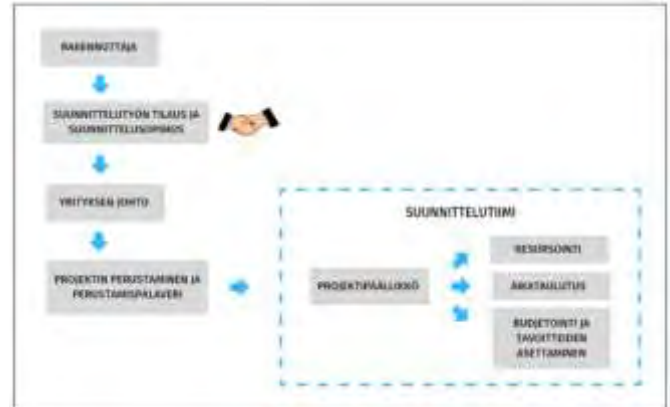 RAKENNUTTAJA
SUUNNITTELUTYÖN TILAUS JA
SUUNNITTELUSOPIMUS
YRITYKSEN JOHTO
PROJEKTIN PERUSTAMINEN JA
PERUSTAMISPALAVERI
SUUNNITTELUTIIMI
PROJEKTIPÄÄLLIKKÖ
RESURSOINTI
AIKATAULUTUS
BUDJETOINTI JA
TAVOITTEIDEN
ASETTAMINEN